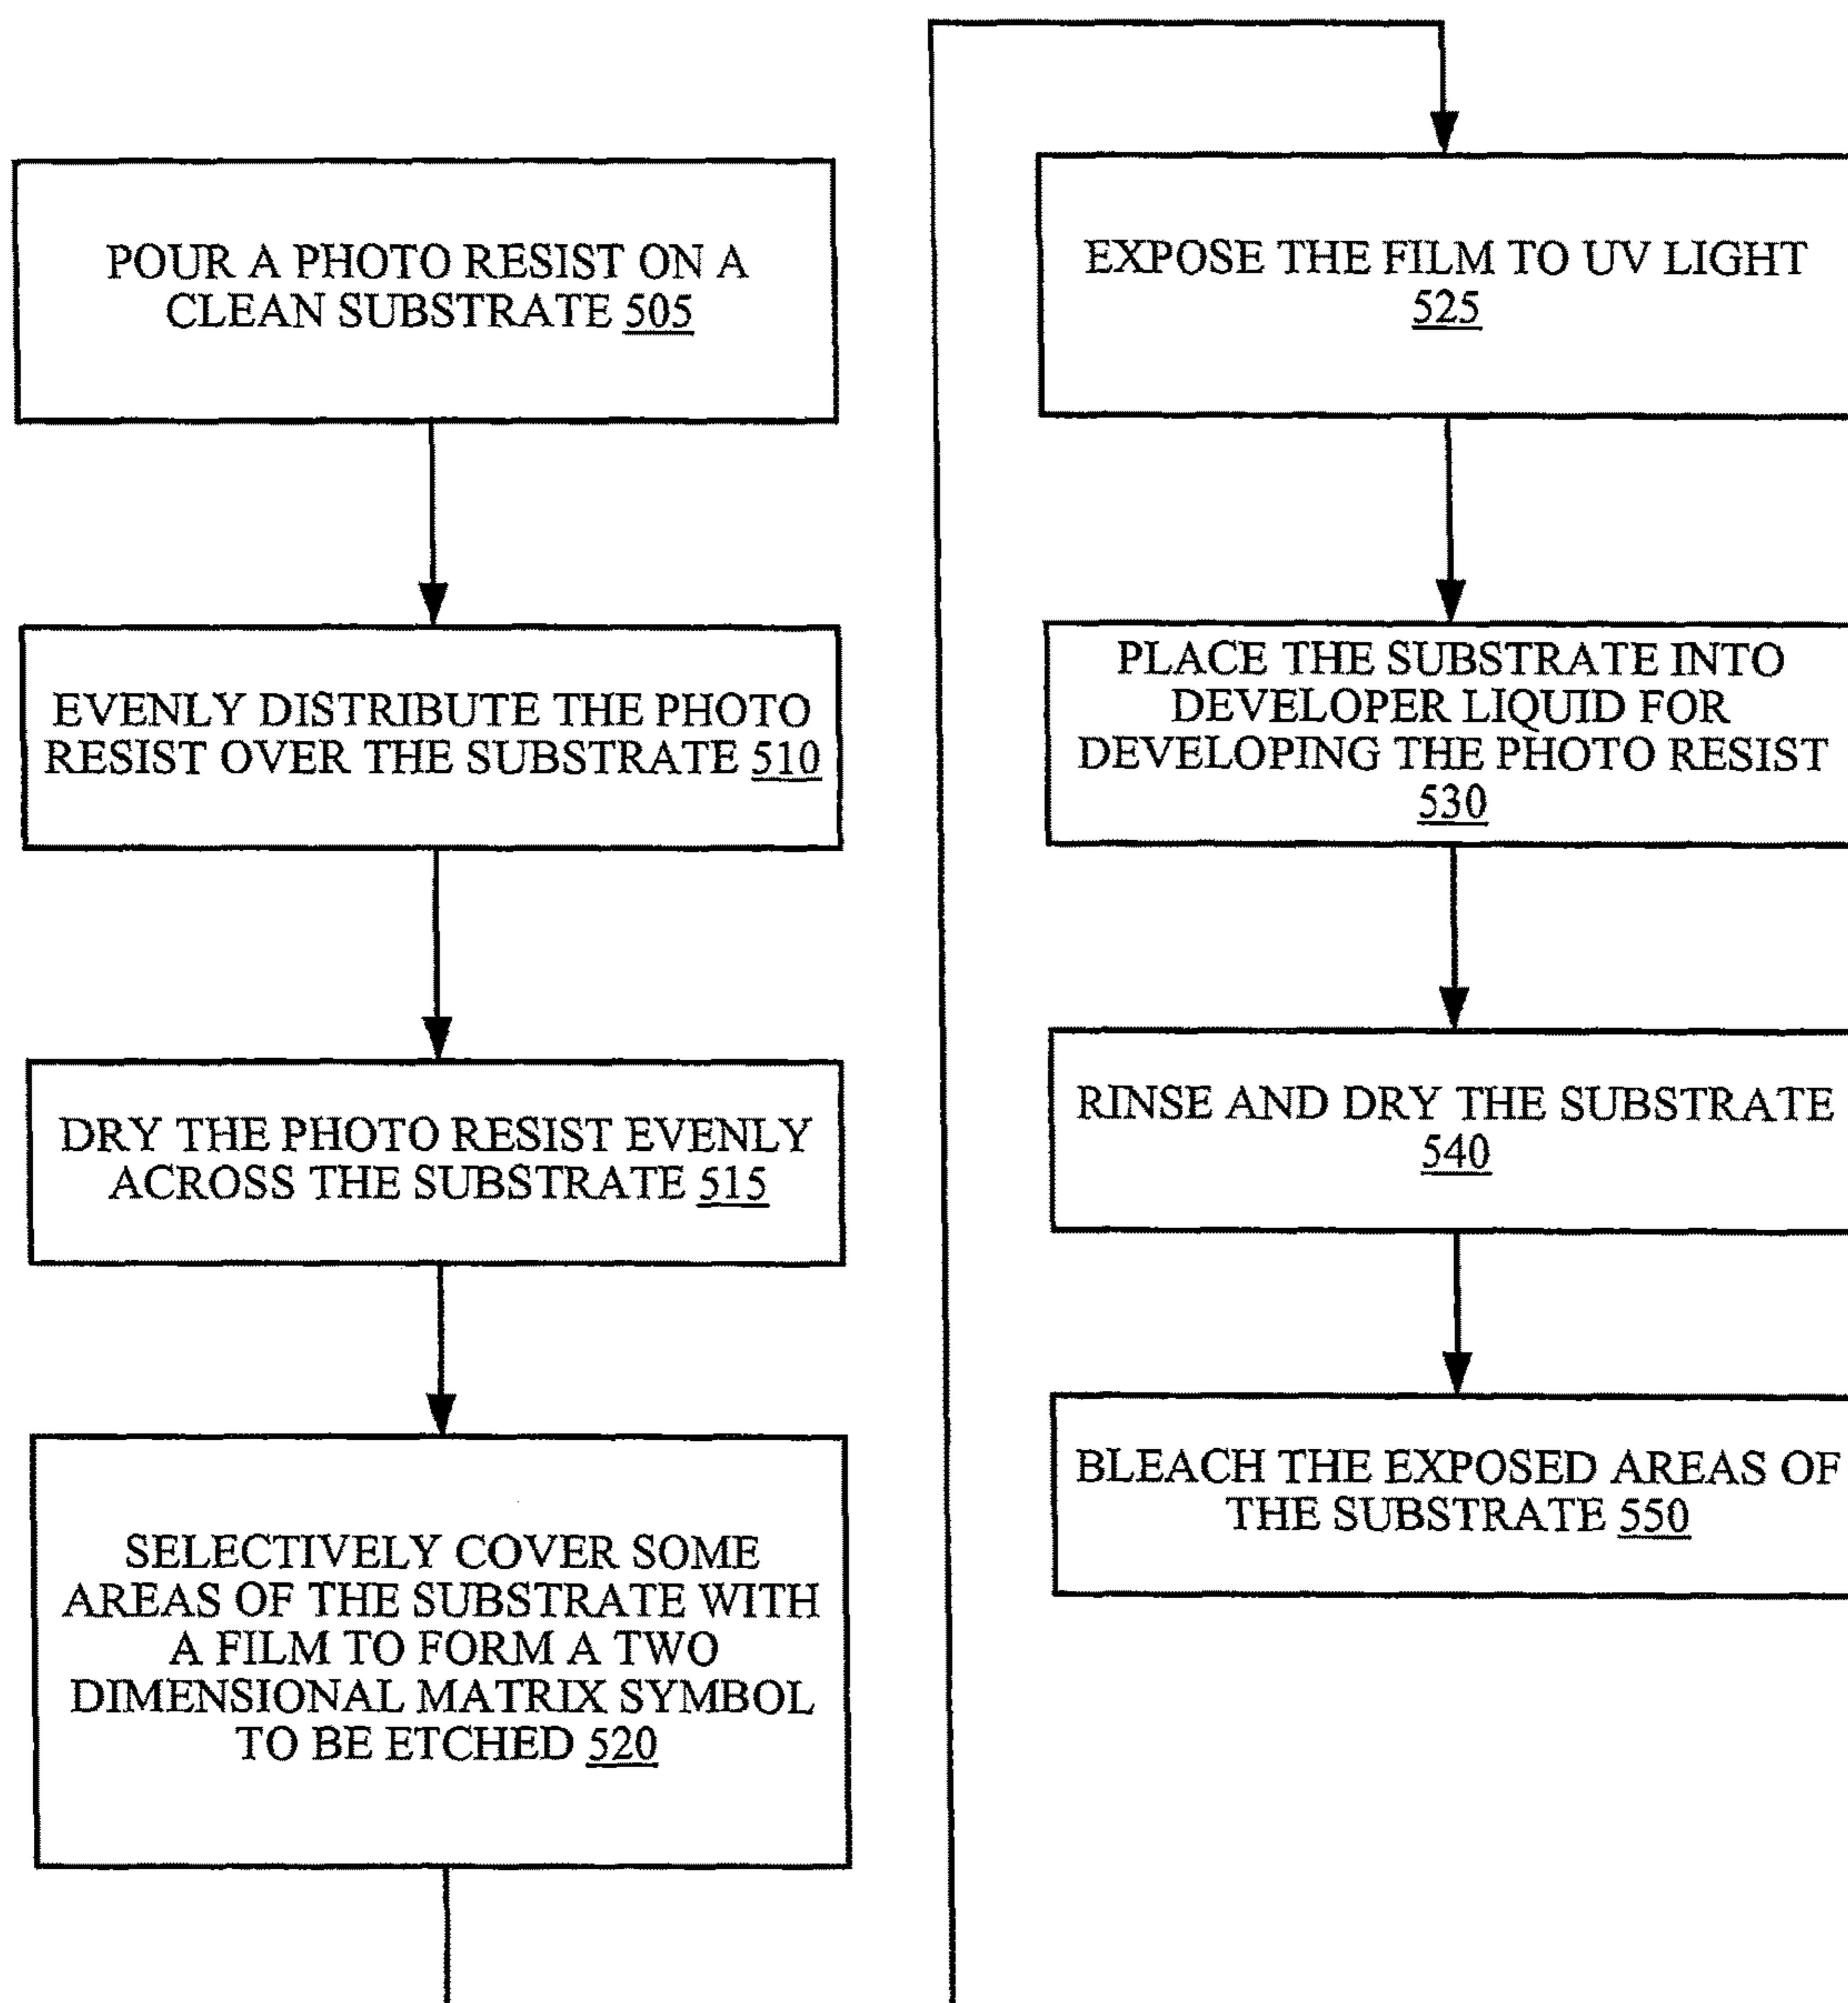 POUR A PHOTO RESIST ON A
CLEAN SUBSTRATE 505
EVENLY DISTRIBUTE THE PHOTO
RESIST OVER THE SUBSTRATE 510
DRY THE PHOTO RESIST EVENLY
ACROSS THE SUBSTRATE 515
SELECTIVELY COVER SOME
AREAS OF THE SUBSTRATE WITH
A FILM TO FORM A TWO
DIMENSIONAL MATRIX SYMBOL
TO BE ETCHED 520
EXPOSE THE FILM TO UV LIGHT
525
PLACE THE SUBSTRATE INTO
DEVELOPER LIQUID FOR
DEVELOPING THE PHOTO RESIST
530
RINSE AND DRY THE SUBSTRATE
540
BLEACH THE EXPOSED AREAS OF
THE SUBSTRATE 550